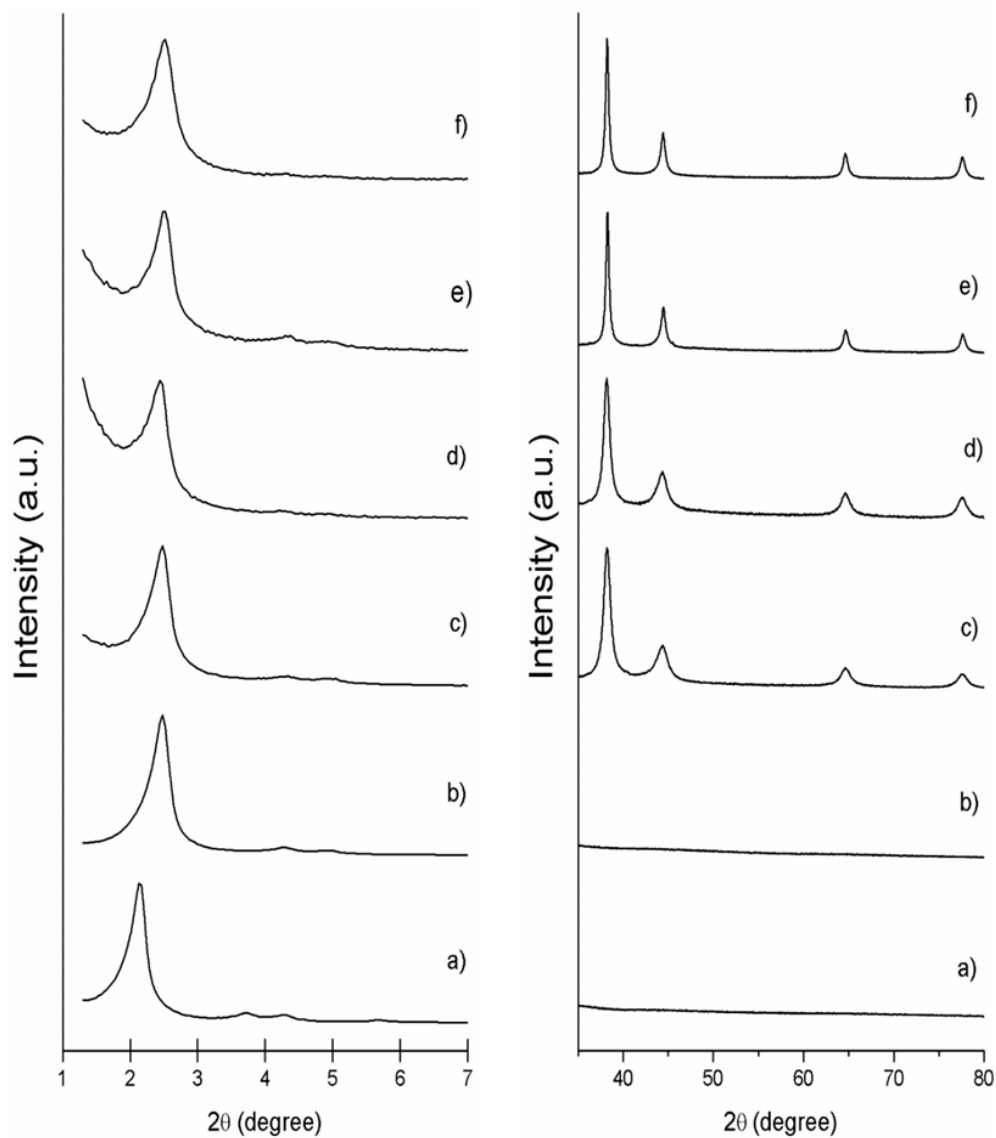 f)
e)
d)
c)
b)
a)
Intensity (a.u.)
1 2 3 4 5 6 7
2θ (degree)
f)
e)
d)
c)
b)
a)
Intensity (a.u.)
40 50 60 70 80
2θ (degree)